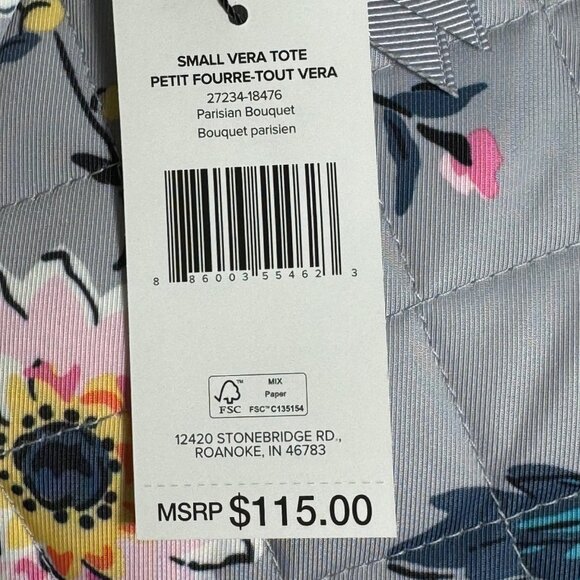 SMALL VERA TOTE
PETIT FOURRE-TOUT VERA
27234-18476
Parisian Bouquet
Bouquet parisien
8 86003 55462 3
FSC™
MIX
Paper
FSC™ C135154
12420 STONEBRIDGE RD.,
ROANOKE, IN 46783
MSRP $115.00